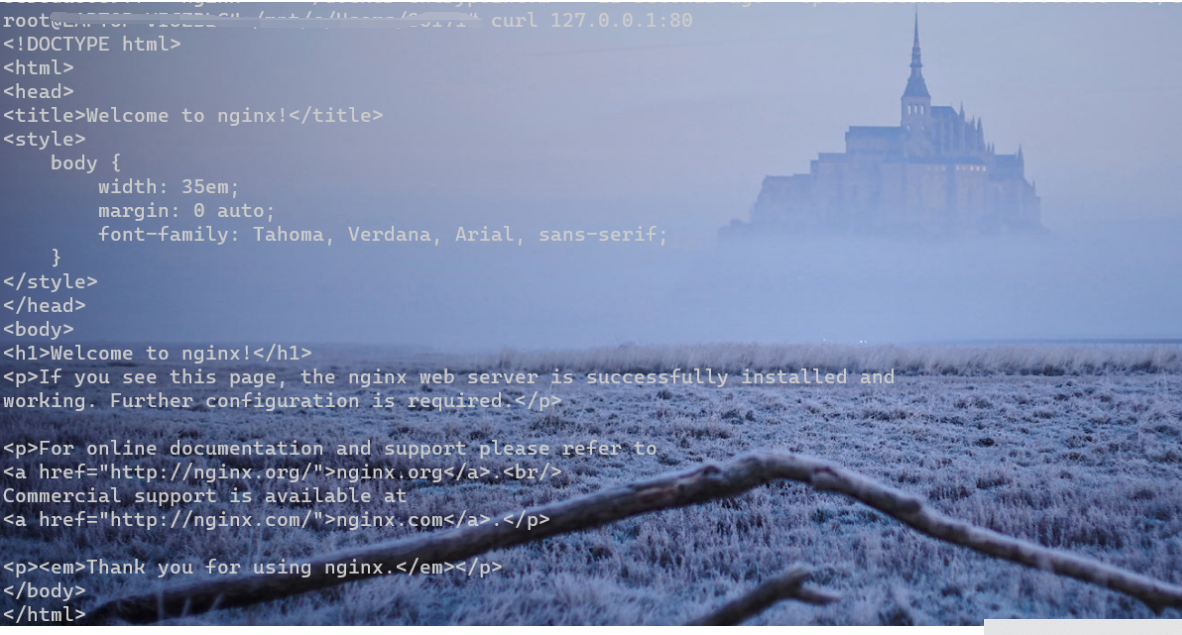 curl 127.0.0.1:80
<!DOCTYPE html>
<html>
<head>
<title>Welcome to nginx!</title>
<style>
    body {
        width: 35em;
        margin: 0 auto;
        font-family: Tahoma, Verdana, Arial, sans-serif;
    }
</style>
</head>
<body>
<h1>Welcome to nginx!</h1>
<p>If you see this page, the nginx web server is successfully installed and
working. Further configuration is required.</p>

<p>For online documentation and support please refer to
<a href="http://nginx.org/">nginx.org</a>.<br/>
Commercial support is available at
<a href="http://nginx.com/">nginx.com</a>.</p>

<p><em>Thank you for using nginx.</em></p>
</body>
</html>